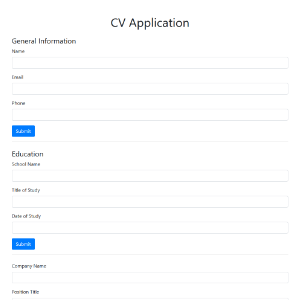 CV Application
General Information
Name
Email
Phone
Submit
Education
School Name
Title of Study
Date of Study
Submit
Company Name
Position Title